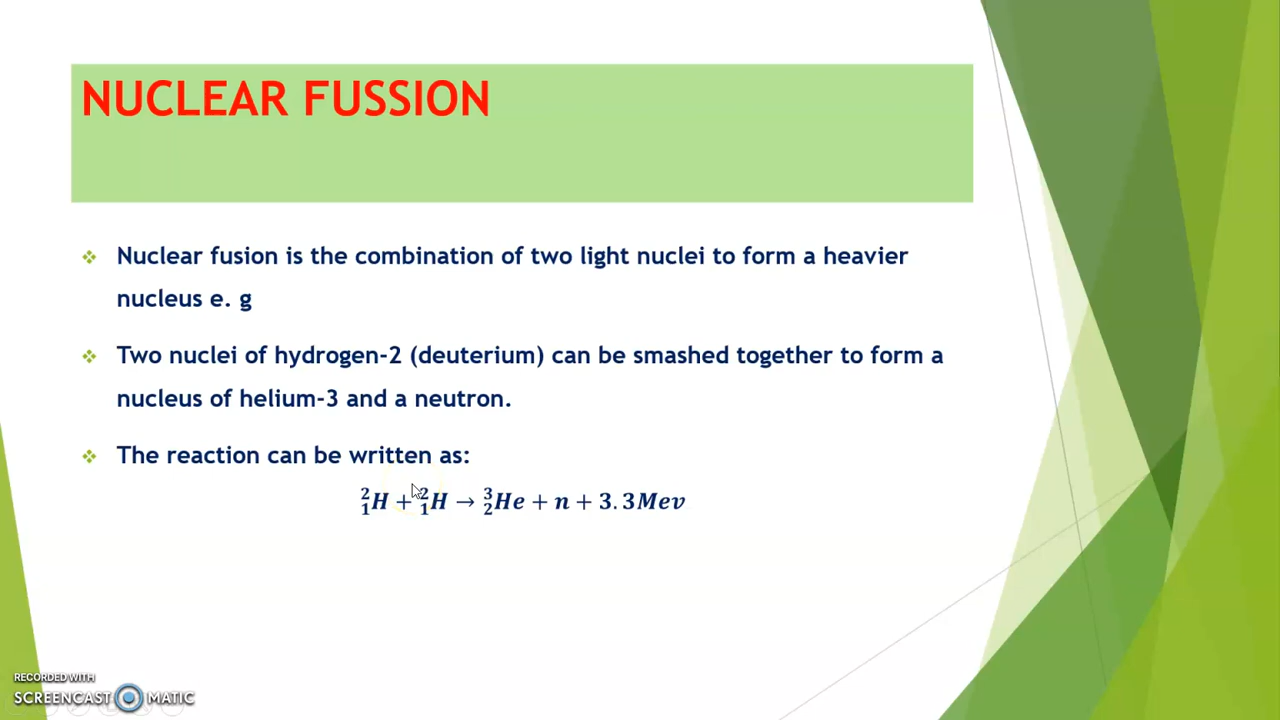 NUCLEAR FUSSION
Nuclear fusion is the combination of two light nuclei to form a heavier
nucleus e. g
Two nuclei of hydrogen-2 (deuterium) can be smashed together to form a
nucleus of helium-3 and a neutron.
The reaction can be written as:
²₁H + ²₁H → ³₂He + n + 3.3Mev
RECORDED WITH
SCREENCAST MATIC